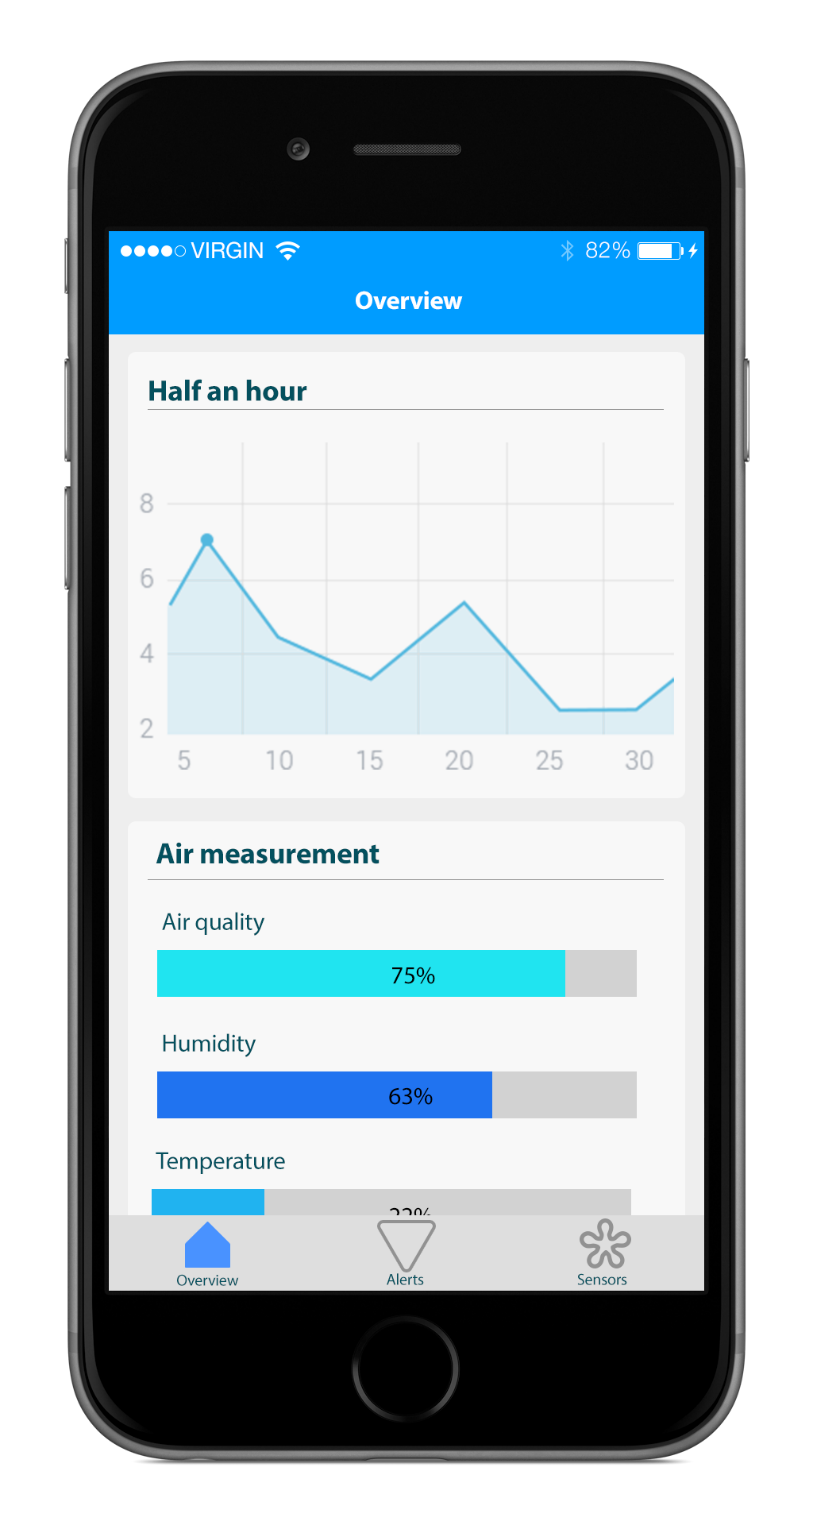 VIRGIN 82%
Overview
Half an hour
8
6
4
2
5 10 15 20 25 30
Air measurement
Air quality
75%
Humidity
63%
Temperature
Overview Alerts Sensors